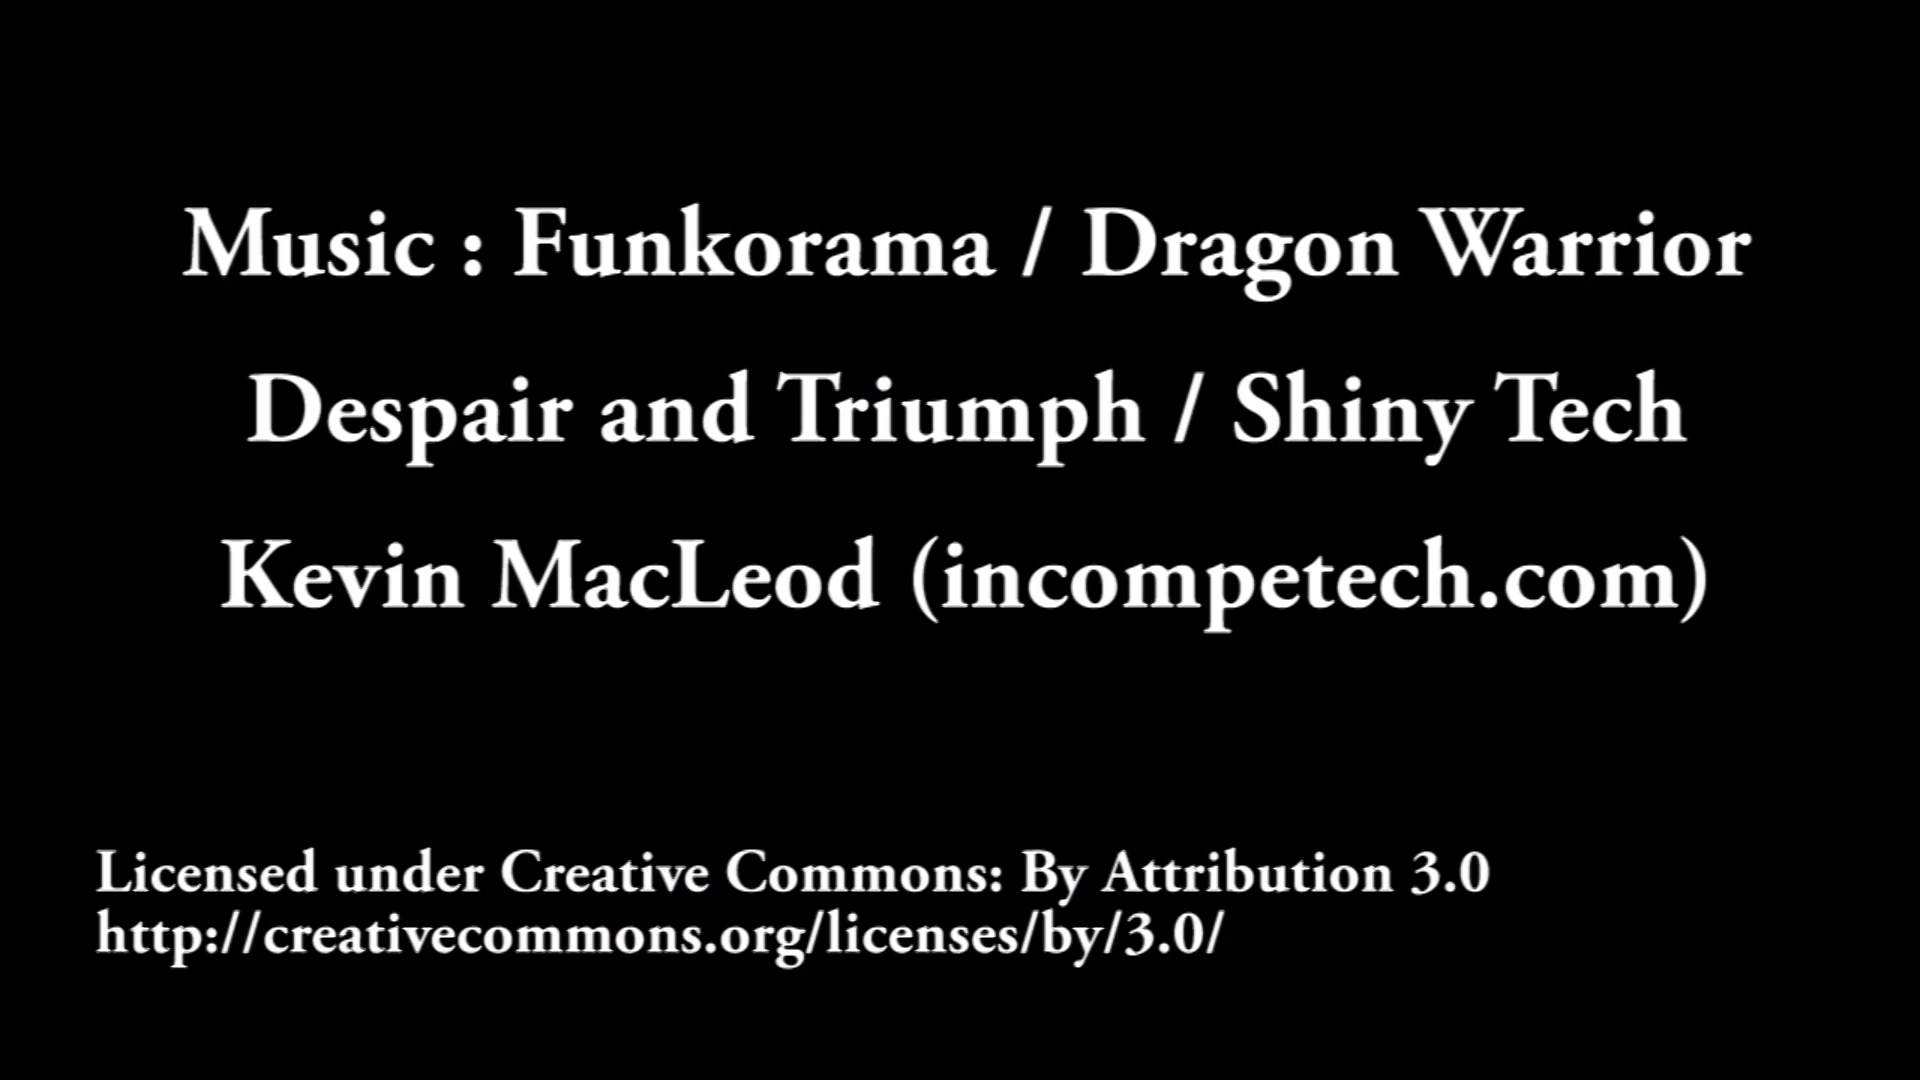 Music : Funkorama / Dragon Warrior
Despair and Triumph / Shiny Tech
Kevin MacLeod (incompetech.com)
Licensed under Creative Commons: By Attribution 3.0
http://creativecommons.org/licenses/by/3.0/